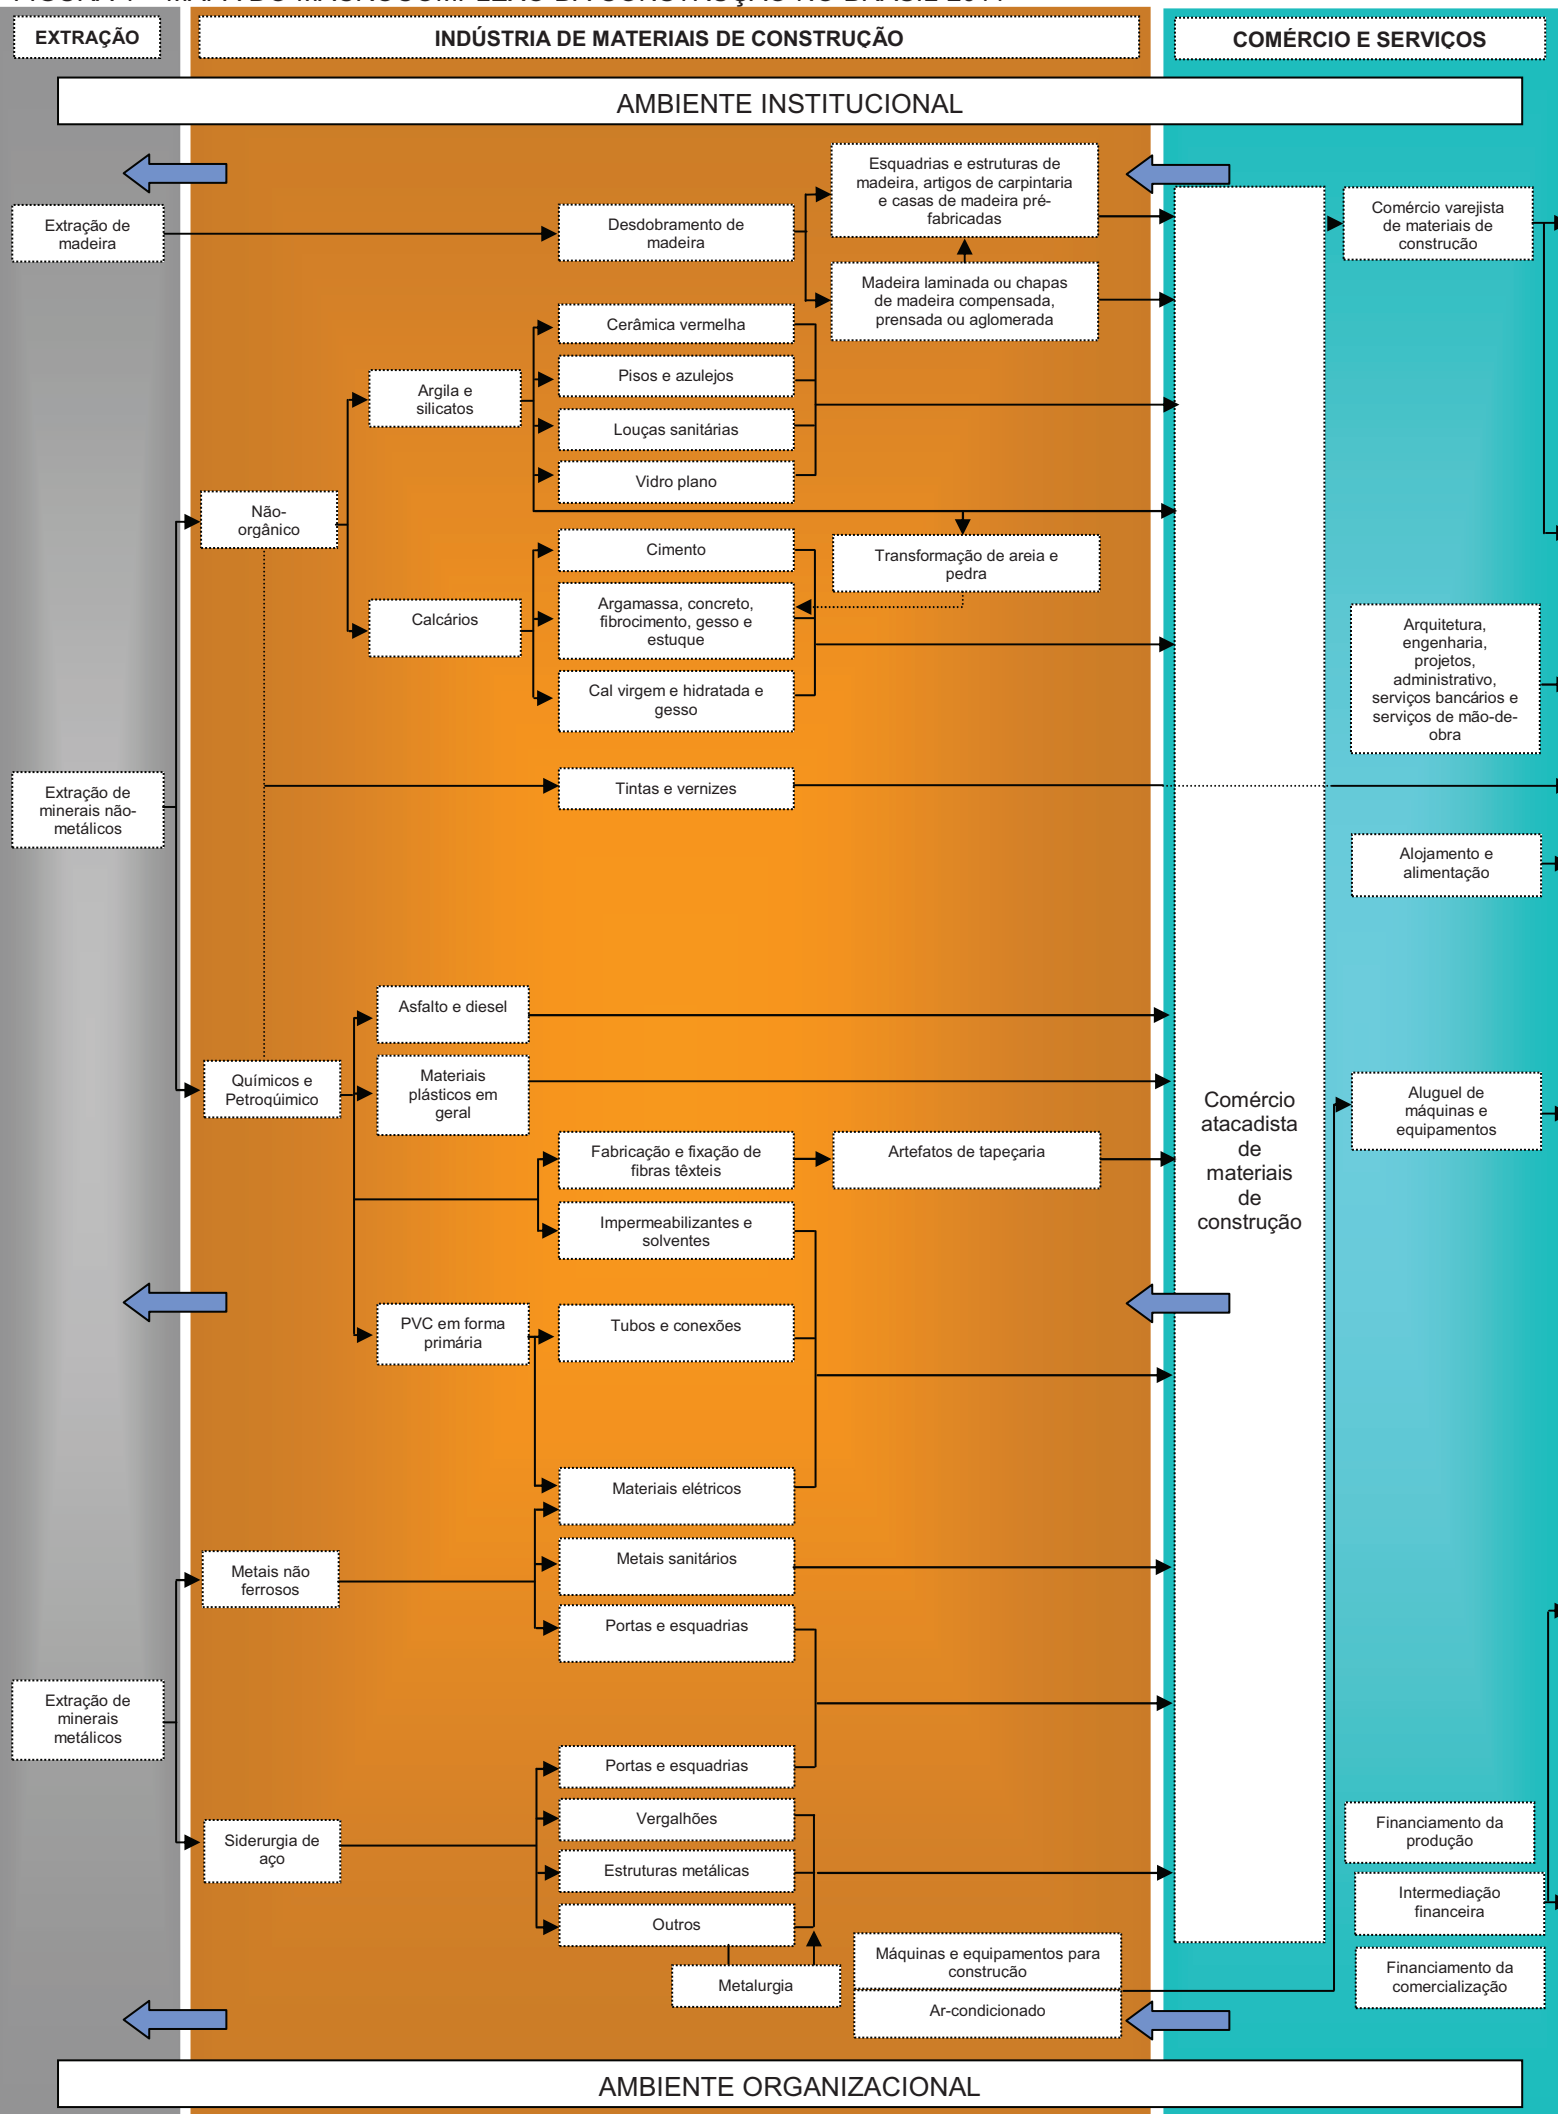 EXTRAÇÃO
INDÚSTRIA DE MATERIAIS DE CONSTRUÇÃO
COMÉRCIO E SERVIÇOS
AMBIENTE INSTITUCIONAL
Extração de
madeira
Desdobramento de
madeira
Esquadrias e estruturas de
madeira, artigos de carpintaria
e casas de madeira pré-
fabricadas
Madeira laminada ou chapas
de madeira compensada,
prensada ou aglomerada
Comércio varejista
de materiais de
construcão
Cerâmica vermelha
Pisos e azulejos
Louças sanitárias
Vidro plano
Argila e
silicatos
Não-
orgânico
Calcários
Cimento
Argamassa, concreto,
fibrocimento, gesso e
estuque
Cal virgem e hidratada e
gesso
Transformação de areia e
pedra
Arquitetura,
engenharia,
projetos,
administrativo,
serviços bancários e
serviços de mão-de-
obra
Extração de
minerais não-
metálicos
Tintas e vernizes
Alojamento e
alimentação
Asfalto e diesel
Químicos e
Petroqúimico
Materiais
plásticos em
geral
Fabricação e fixação de
fibras têxteis
Artefatos de tapeçaria
Impermeabilizantes e
solventes
PVC em forma
primária
Tubos e conexões
Materiais elétricos
Comércio
atacadista
de
materiais
de
construção
Aluguel de
máquinas e
equipamentos
Metais não
ferrosos
Metais sanitários
Portas e esquadrias
Extração de
minerais
metálicos
Siderurgia de
aço
Portas e esquadrias
Vergalhões
Estruturas metálicas
Outros
Metalurgia
Máquinas e equipamentos para
construcão
Ar-condicionado
Financiamento da
produção
Intermediação
financeira
Financiamento da
comercialização
AMBIENTE ORGANIZACIONAL